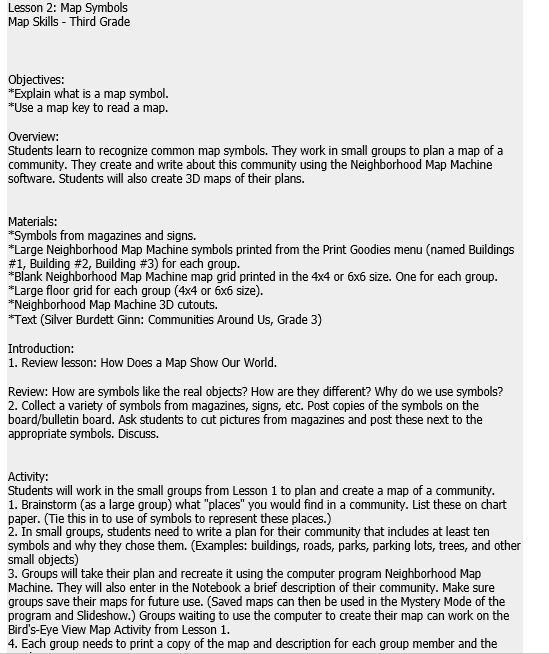 Lesson 2: Map Symbols
Map Skills - Third Grade
Objectives:
*Explain what is a map symbol.
*Use a map key to read a map.
Overview:
Students learn to recognize common map symbols. They work in small groups to plan a map of a
community. They create and write about this community using the Neighborhood Map Machine
software. Students will also create 3D maps of their plans.
Materials:
*Symbols from magazines and signs.
*Large Neighborhood Map Machine symbols printed from the Print Goodies menu (named Buildings
#1, Building #2, Building #3) for each group.
*Blank Neighborhood Map Machine map grid printed in the 4x4 or 6x6 size. One for each group.
*Large floor grid for each group (4x4 or 6x6 size).
*Neighborhood Map Machine 3D cutouts.
*Text (Silver Burdett Ginn: Communities Around Us, Grade 3)
Introduction:
1. Review lesson: How Does a Map Show Our World.
Review: How are symbols like the real objects? How are they different? Why do we use symbols?
2. Collect a variety of symbols from magazines, signs, etc. Post copies of the symbols on the
board/bulletin board. Ask students to cut pictures from magazines and post these next to the
appropriate symbols. Discuss.
Activity:
Students will work in the small groups from Lesson 1 to plan and create a map of a community.
1. Brainstorm (as a large group) what "places" you would find in a community. List these on chart
paper. (Tie this in to use of symbols to represent these places.)
2. In small groups, students need to write a plan for their community that includes at least ten
symbols and why they chose them. (Examples: buildings, roads, parks, parking lots, trees, and other
small objects)
3. Groups will take their plan and recreate it using the computer program Neighborhood Map
Machine. They will also enter in the Notebook a brief description of their community. Make sure
groups save their maps for future use. (Saved maps can then be used in the Mystery Mode of the
program and Slideshow.) Groups waiting to use the computer to create their map can work on the
Bird's-Eye View Map Activity from Lesson 1.
4. Each group needs to print a copy of the map and description for each group member and the